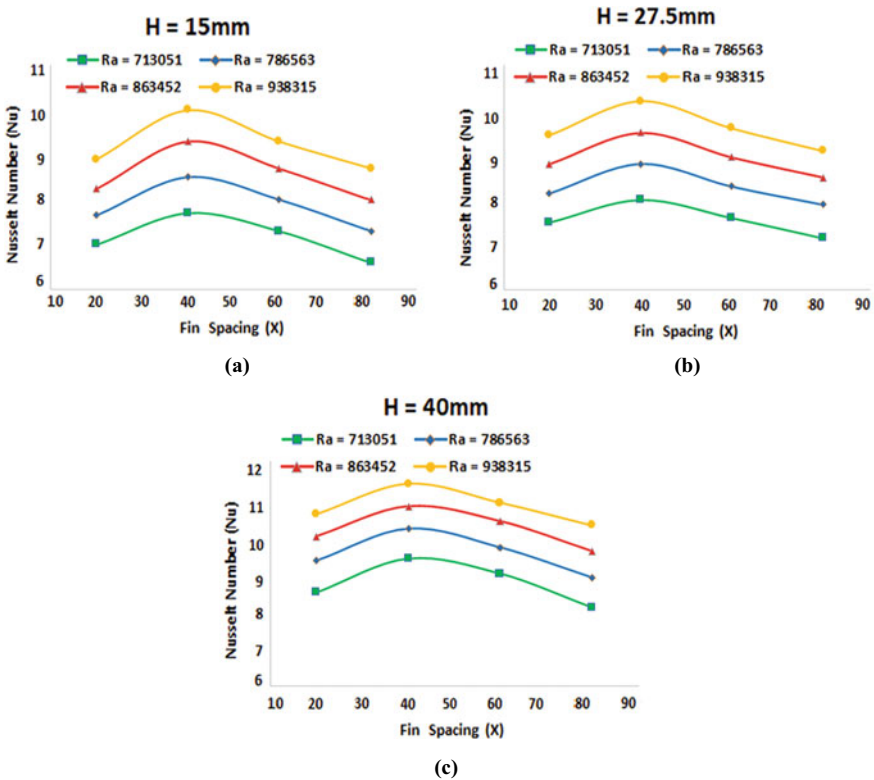 H = 15mm
Ra = 713051 Ra = 786563
Ra = 863452 Ra = 938315
11
10
9
8
7
6
Nusselt Number (Nu)
10 20 30 40 50 60 70 80 90
Fin Spacing (X)
(a)
H = 27.5mm
Ra = 713051 Ra = 786563
Ra = 863452 Ra = 938315
11
10
9
8
7
6
Nusselt Number (Nu)
10 20 30 40 50 60 70 80 90
Fin Spacing (X)
(b)
H = 40mm
Ra = 713051 Ra = 786563
Ra = 863452 Ra = 938315
12
11
10
9
8
7
6
Nusselt Number (Nu)
10 20 30 40 50 60 70 80 90
Fin Spacing (X)
(c)